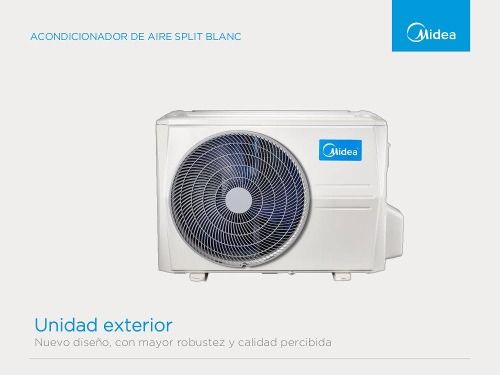 ACONDICIONADOR DE AIRE SPLIT BLANC
Midea
Midea
Unidad exterior
Nuevo diseño, con mayor robustez y calidad percibida